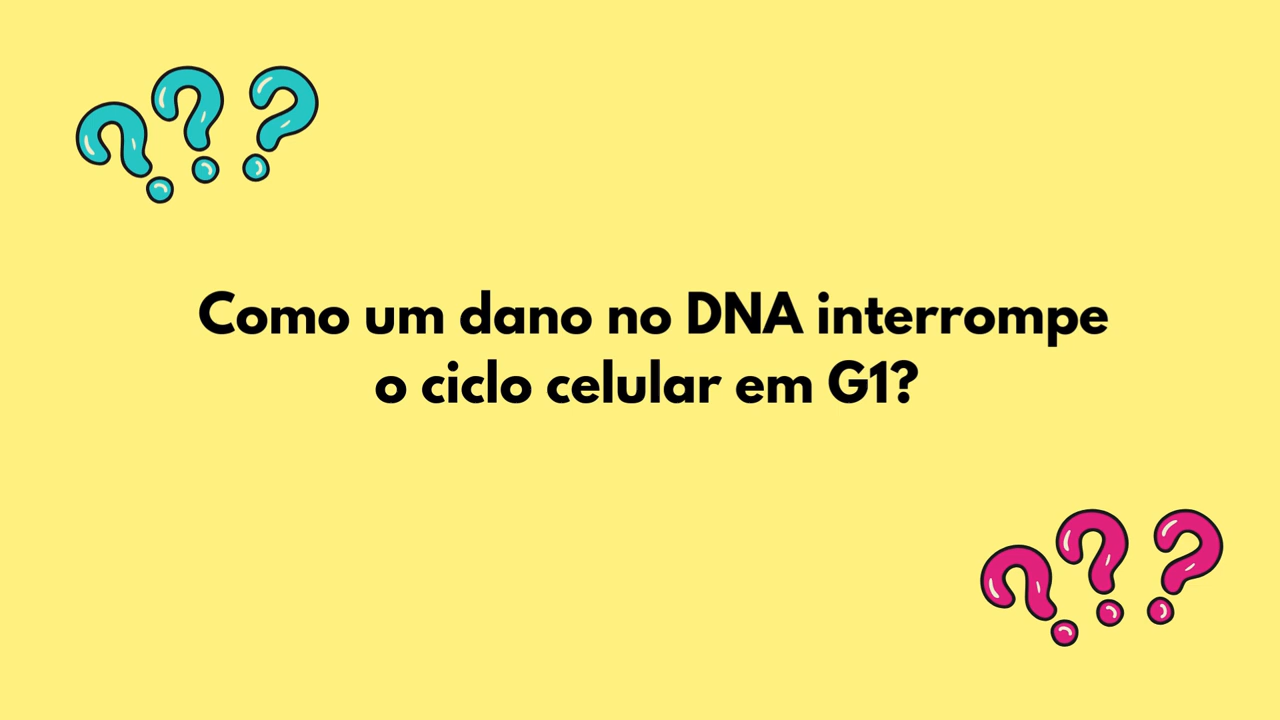 Como um dano no DNA interrompe
o ciclo celular em G1?